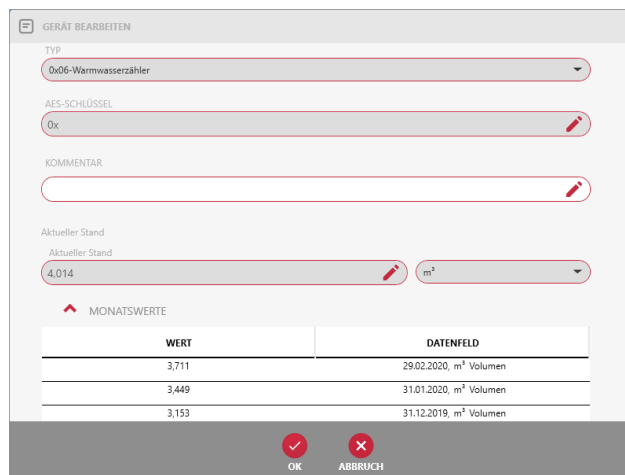 GERÄT BEARBEITEN
TYP
0x06-Warmwasserzähler
AES-SCHLÜSSEL
0x
KOMMENTAR
Aktueller Stand
Aktueller Stand
4,014 m³
MONATSWERTE
WERT DATENFELD
3,711 29.02.2020, m³ Volumen
3,449 31.01.2020, m³ Volumen
3,153 31.12.2019, m³ Volumen
OK ABBRUCH